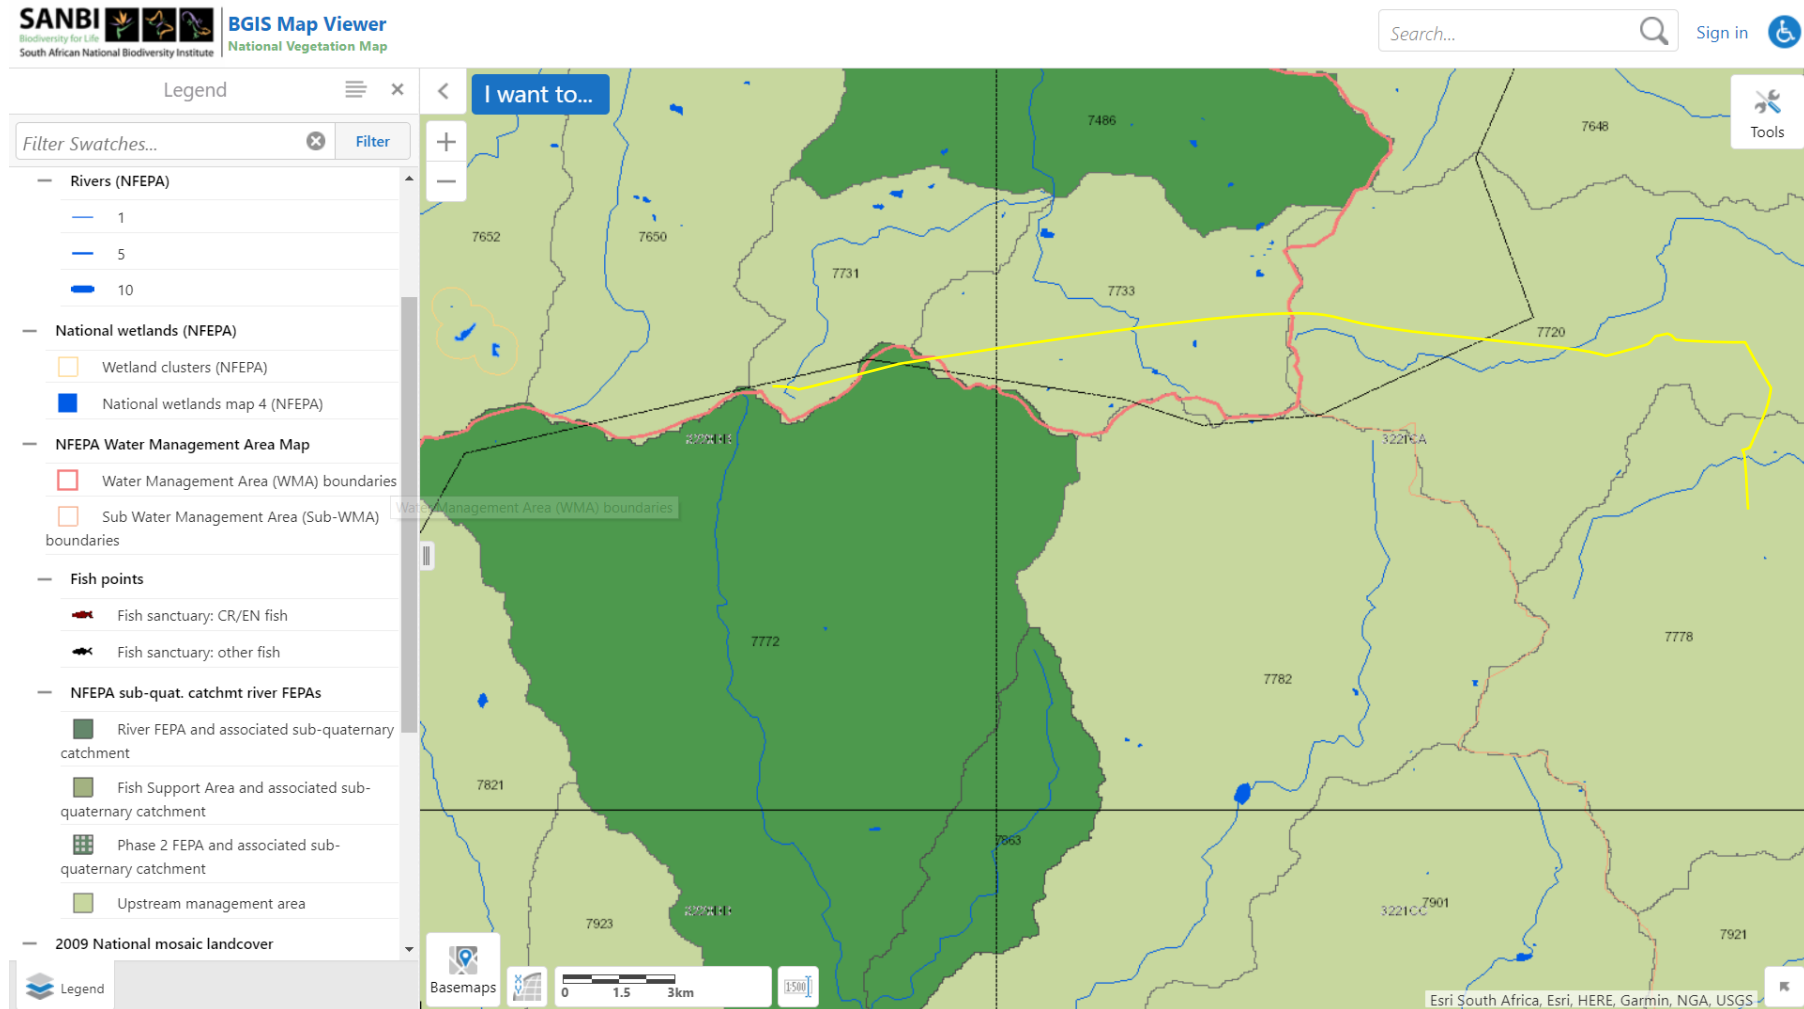 SANBI
Biodiversity for Life
South African National Biodiversity Institute
BGIS Map Viewer
National Vegetation Map
Search...
Sign in
Legend
I want to...
Tools
Filter Swatches...
Filter
Rivers (NFEPA)
1
5
10
National wetlands (NFEPA)
Wetland clusters (NFEPA)
National wetlands map 4 (NFEPA)
NFEPA Water Management Area Map
Water Management Area (WMA) boundaries
Water Management Area (WMA) boundaries
Sub Water Management Area (Sub-WMA)
boundaries
Fish points
Fish sanctuary: CR/EN fish
Fish sanctuary: other fish
NFEPA sub-quat. catchmt river FEPAs
River FEPA and associated sub-quaternary
catchment
Fish Support Area and associated sub-
quaternary catchment
Phase 2 FEPA and associated sub-
quaternary catchment
Upstream management area
2009 National mosaic landcover
Legend
7486
7648
7652
7650
7731
7733
7720
3221CA
7772
7782
7778
7821
7863
7923
3221CC
7901
7921
Basemaps
0 1.5 3km
1:500
Esri South Africa, Esri, HERE, Garmin, NGA, USGS